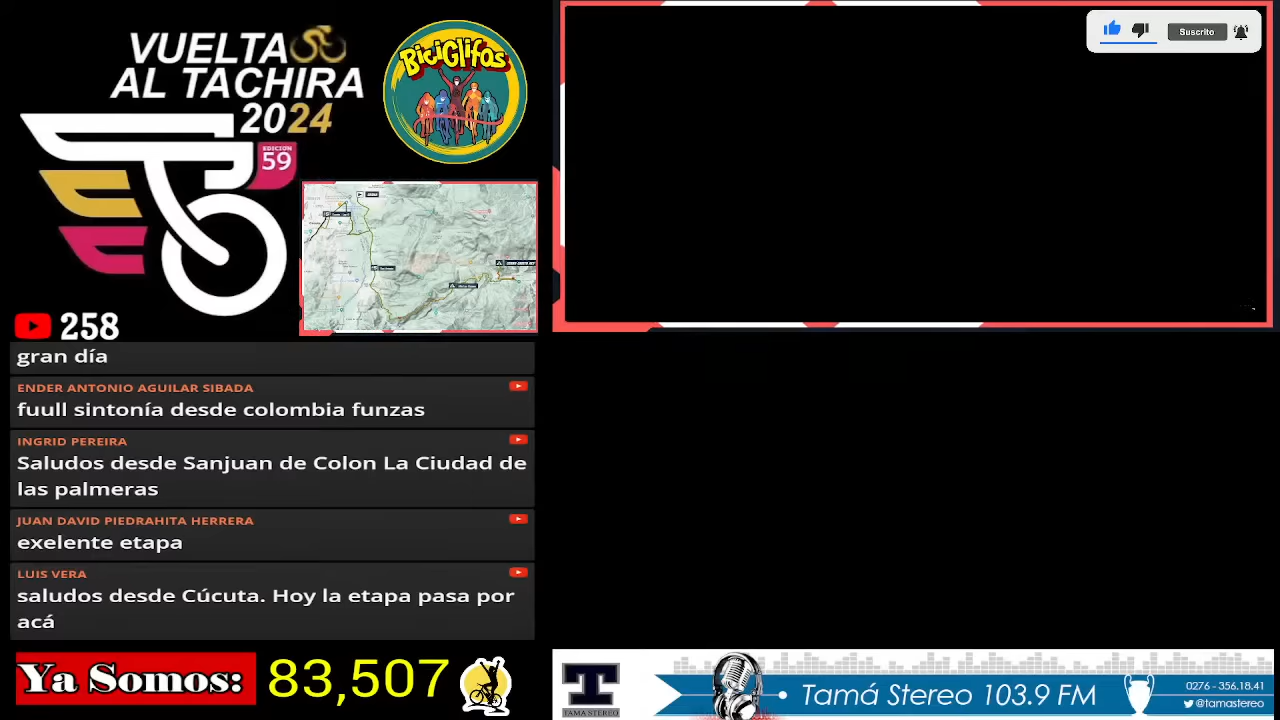 VUELTA
AL TACHIRA
2024
EDICION
59
BiciGlifos
Suscrito
258
gran día
ENDER ANTONIO AGUILAR SIBADA
fuull sintonía desde colombia funzas
INGRID PEREIRA
Saludos desde Sanjuan de Colon La Ciudad de
las palmeras
JUAN DAVID PIEDRAHITA HERRERA
exelente etapa
LUIS VERA
saludos desde Cúcuta. Hoy la etapa pasa por
acá
Ya Somos: 83,507
T
TAMA STEREO
Tamá Stereo 103.9 FM
0276 - 356.18.41
@tamastereo